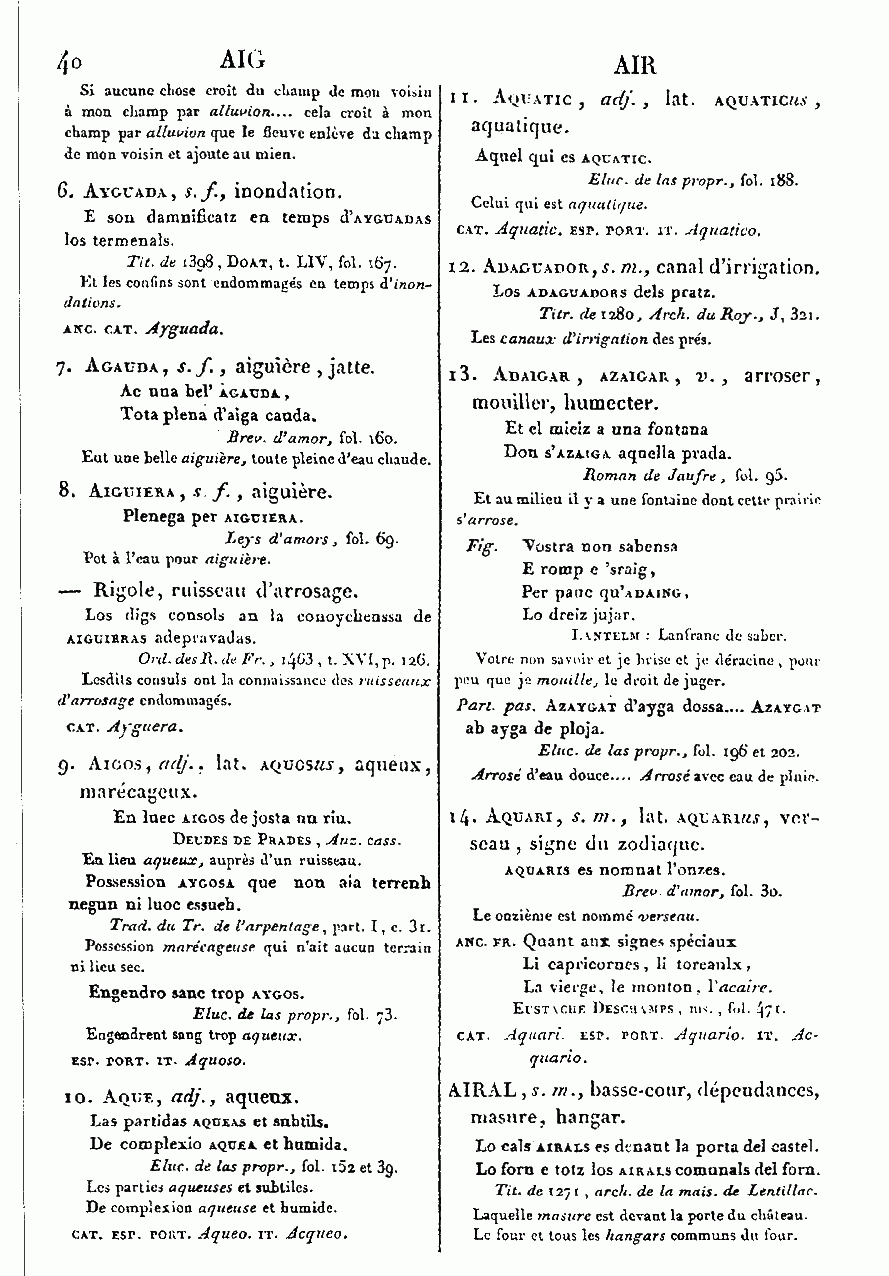 40 AIG
Si aucune chose croît du champ de mon voisin
à mon champ par alluvion.... cela croît à mon
champ par alluvion que le fleuve enlève du champ
de mon voisin et ajoute au mien.
6. AYGUADA, s. f., inondation.
E son damnificatz en temps d'AYGUADAS
los termenals.
Tit. de 1398, DOAT, t. LIV, fol. 167.
Et les confins sont endommagés en temps d'inon-
dations.
ANC. CAT. Ayguada.
7. AGAUDA, s. f., aiguière, jatte.
Ac una bel' AGAUDA,
Tota plena d'aiga cauda.
Brev. d'amor, fol. 160.
Eut une belle aiguière, toute pleine d'eau chaude.
8. AIGUIERA, s. f., aiguière.
Plenega per AIGUIERA.
Leys d'amors, fol. 69.
Pot à l'eau pour aiguière.
— Rigole, ruisseau d'arrosage.
Los digs consols an la conoychenssa de
AIGUIERAS adepravadas.
Ord. des R. de Fr., 1463, t. XVI, p. 126.
Lesdits consuls ont la connaissance des ruisseaux
d'arrosage endommagés.
CAT. Ayguera.
9. AIGOS, adj., lat. AQUOSus, aqueux,
marécageux.
En luec AIGOS de josta un riu.
DEUDES DE PRADES, Auz. cass.
En lieu aqueux, auprès d'un ruisseau.
Possession AYGOSA que non aia terrenh
negun ni luoc essueh.
Trad. du Tr. de l'arpentage, part. I, c. 31.
Possession marécageuse qui n'ait aucun terrain
ni lieu sec.
Engendro sanc trop AYGOS.
Eluc. de las propr., fol. 73.
Engendrent sang trop aqueux.
ESP. PORT. IT. Aquoso.
10. AQUE, adj., aqueux.
Las partidas AQUEAS et subtils.
De complexio AQUEA et humida.
Eluc. de las propr., fol. 152 et 39.
Les parties aqueuses et subtiles.
De complexion aqueuse et humide.
CAT. ESP. PORT. Aqueo. IT. Acqueo.
AIR
11. AQUATIC, adj., lat. AQUATICus,
aquatique.
Aquel qui es AQUATIC.
Eluc. de las propr., fol. 188.
Celui qui est aquatique.
CAT. Aquatic. ESP. PORT. IT. Aquatico.
12. ADAGUADOR, s. m., canal d'irrigation.
Los ADAGUADORS dels pratz.
Titr. de 1280, Arch. du Roy., J, 321.
Les canaux d'irrigation des prés.
13. ADAIGAR, AZAIGAR, v., arroser,
mouiller, humecter.
Et el mieiz a una fontana
Don s'AZAIGA aquella prada.
Roman de Jaufre, fol. 95.
Et au milieu il y a une fontaine dont cette prairie
s'arrose.
Fig. Vostra non sabensa
E romp e 'sraig,
Per pauc qu'ADAING,
Lo dreiz jujar.
LANTELM : Lanfranc de saber.
Votre non savoir et je brise et je déracine, pour
peu que je mouille, le droit de juger.
Part. pas. AZAYGAT d'ayga dossa.... AZAYGAT
ab ayga de ploja.
Eluc. de las propr., fol. 196 et 202.
Arrosé d'eau douce.... Arrosé avec eau de pluie.
14. AQUARI, s. m., lat. AQUARIus, ver-
seau, signe du zodiaque.
AQUARIS es nomnat l'onzes.
Brev. d'amor, fol. 30.
Le onzième est nommé verseau.
ANC. FR. Quant aux signes spéciaux
Li capricornes, li toreaulx,
La vierge, le monton, l'acaire.
EUSTACHE DESCHAMPS, ms., fol. 471.
CAT. Aquari. ESP. PORT. Aquario. IT. Ac-
quario.
AIRAL, s. m., basse-cour, dépendances,
masure, hangar.
Lo cals AIRALS es denant la porta del castel.
Lo forn e totz los AIRALS comunals del forn.
Tit. de 1271, arch. de la mais. de Lentillac.
Laquelle masure est devant la porte du château.
Le four et tous les hangars communs du four.